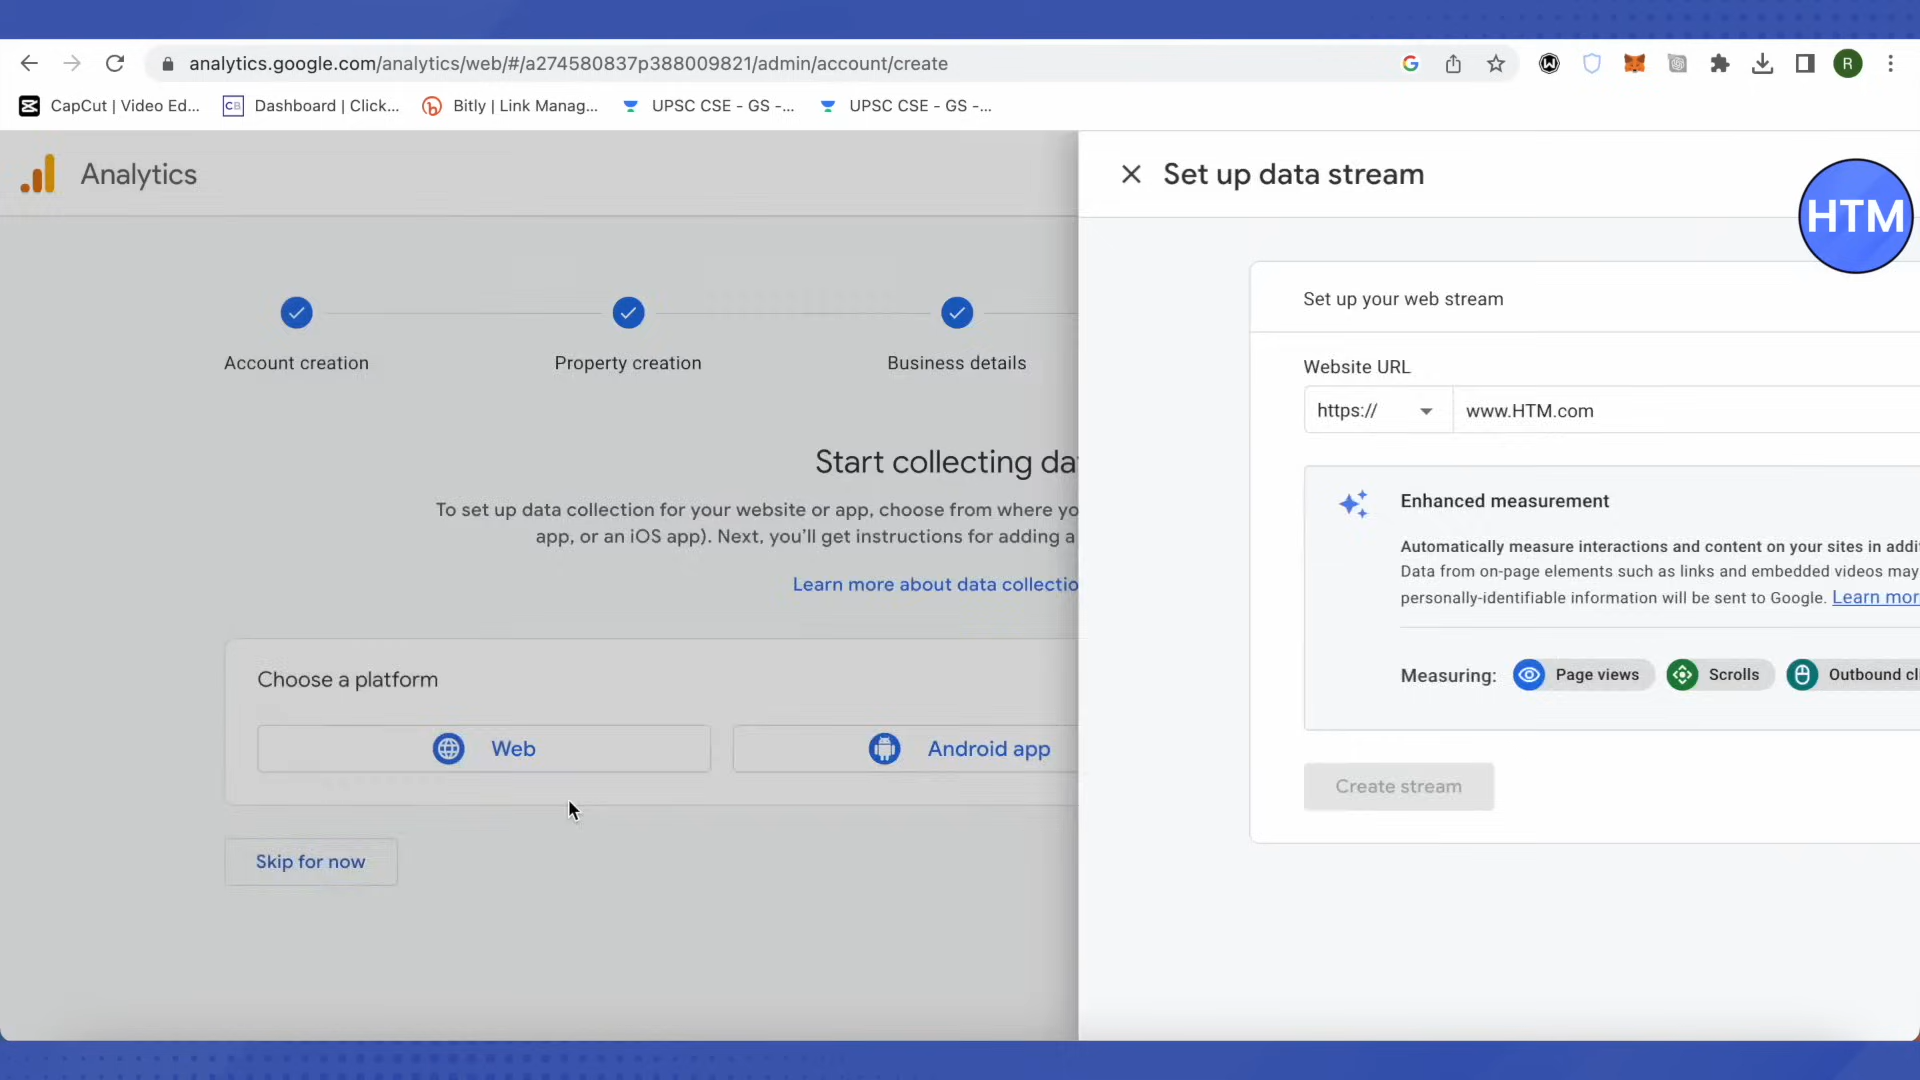 analytics.google.com/analytics/web/#/a274580837p388009821/admin/account/create
R
CapCut | Video Ed...
CB
Dashboard | Click...
Bitly | Link Manag...
UPSC CSE - GS -...
UPSC CSE - GS -...
Analytics
Set up data stream
HTM
Account creation
Property creation
Business details
Set up your web stream
Website URL
https://
www.HTM.com
Start collecting da
To set up data collection for your website or app, choose from where yo
app, or an iOS app). Next, you'll get instructions for adding a
Learn more about data collectio
Enhanced measurement
Automatically measure interactions and content on your sites in addi
Data from on-page elements such as links and embedded videos may
personally-identifiable information will be sent to Google. Learn mor
Measuring:
Page views
Scrolls
Outbound cli
Choose a platform
Web
Android app
Create stream
Skip for now